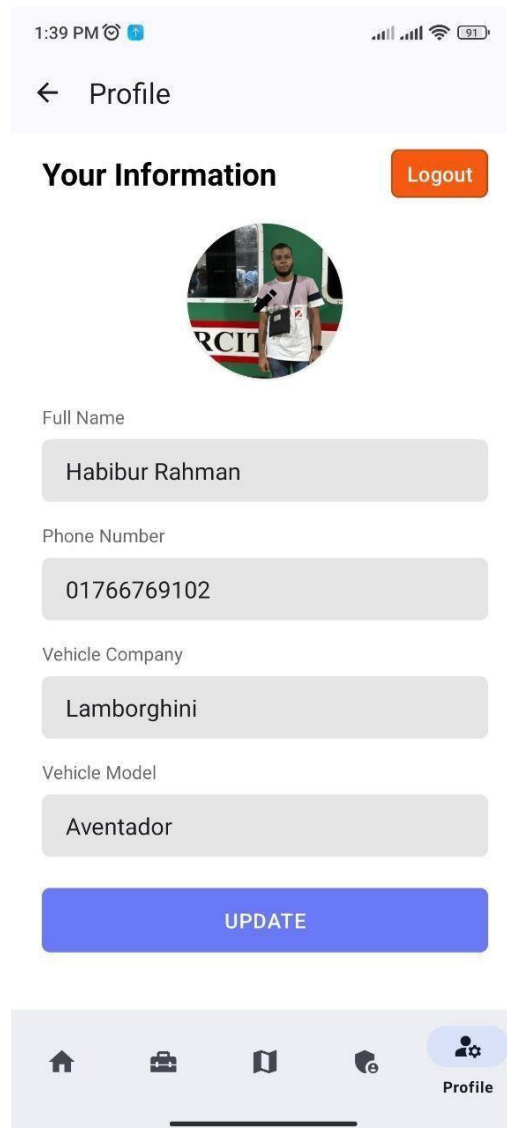 1:39 PM
91
Profile
Your Information
Logout
RCIT
Full Name
Habibur Rahman
Phone Number
01766769102
Vehicle Company
Lamborghini
Vehicle Model
Aventador
UPDATE
Profile